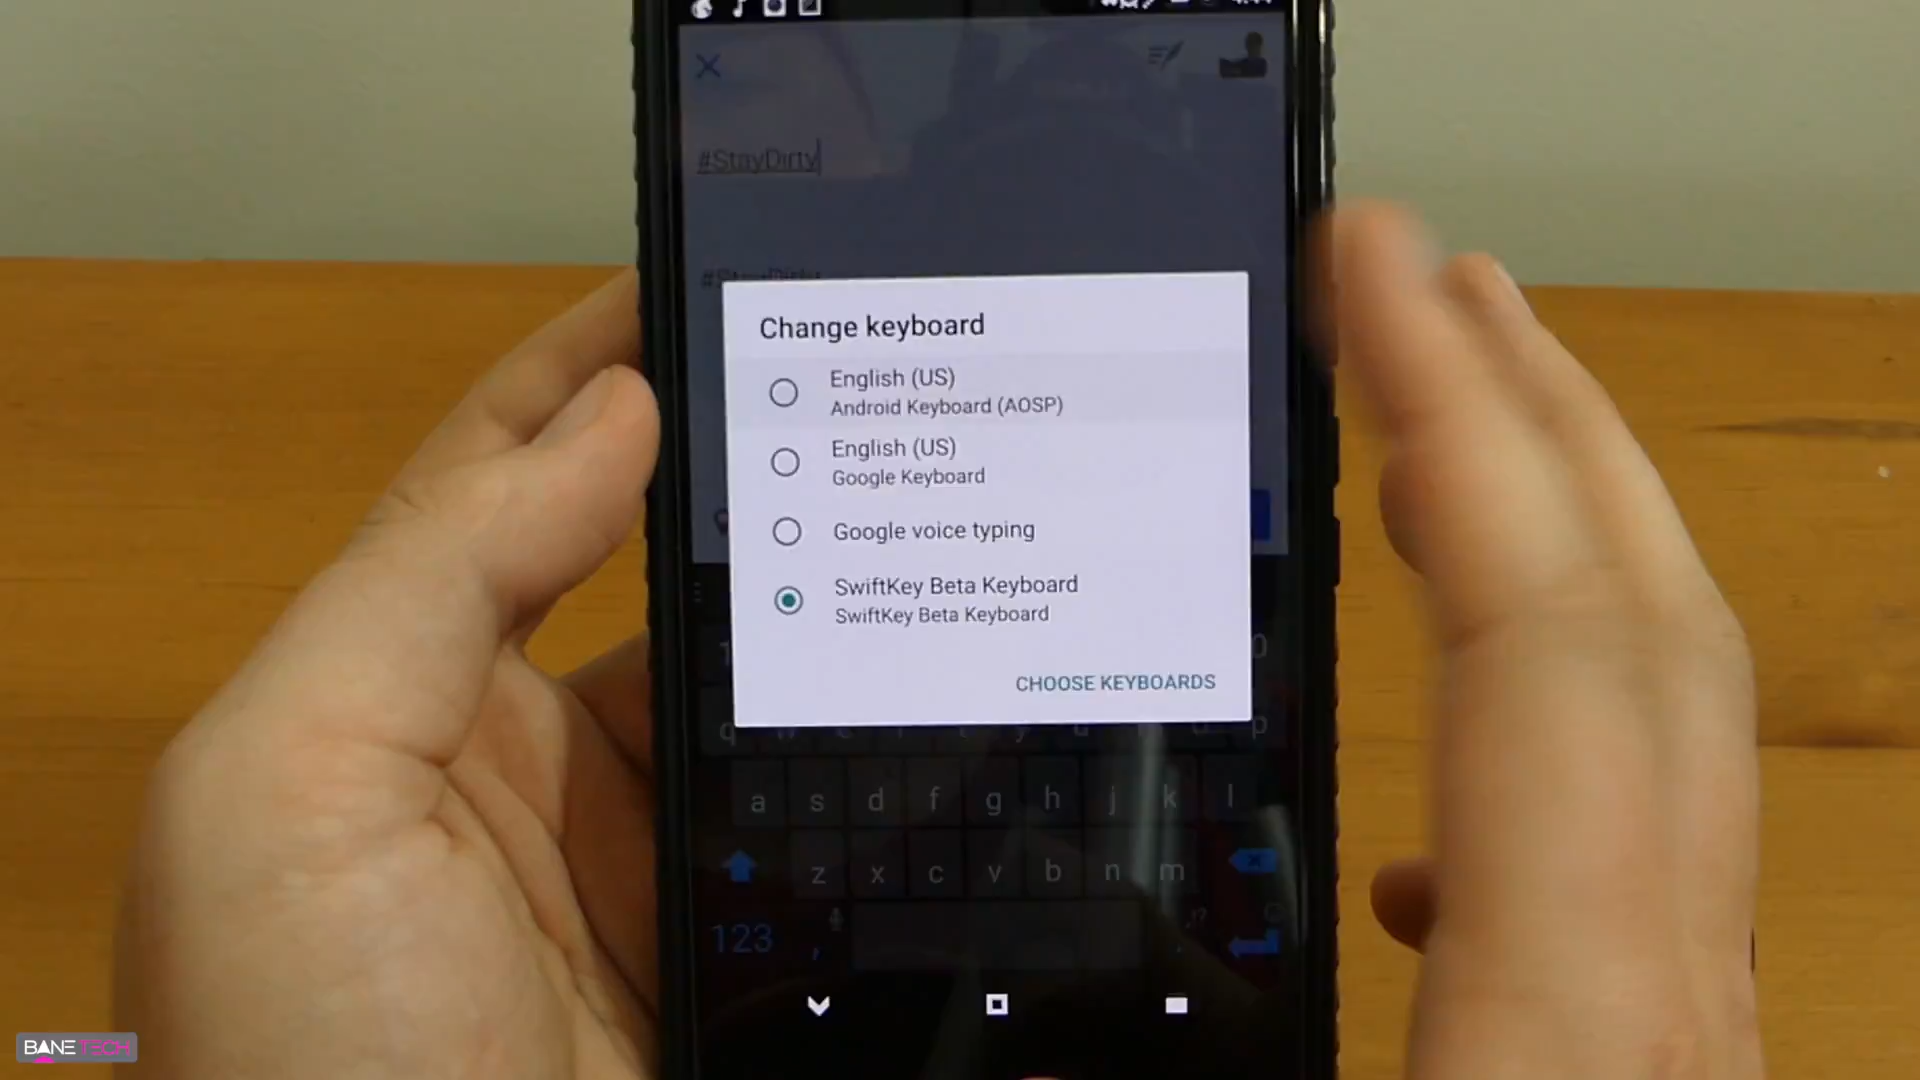 #StayDirty
#StayDirty
Change keyboard
English (US)
Android Keyboard (AOSP)
English (US)
Google Keyboard
Google voice typing
SwiftKey Beta Keyboard
SwiftKey Beta Keyboard
CHOOSE KEYBOARDS
q p
a s d f g h j k l
z x c v b n m
123 , .
BANE TECH